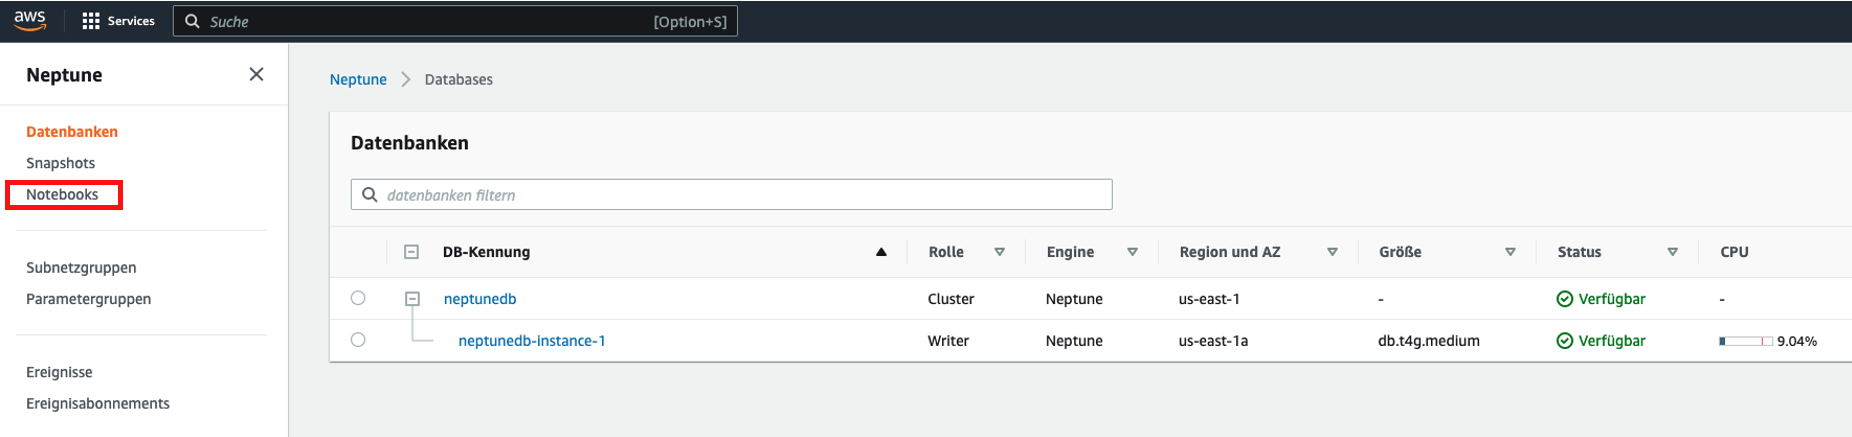 aws Services Suche [Option+S]
Neptune
Datenbanken
Snapshots
Notebooks
Subnetzgruppen
Parametergruppen
Ereignisse
Ereignisabonnements
Neptune Databases
Datenbanken
datenbanken filtern
DB-Kennung Rolle Engine Region und AZ Größe Status CPU
neptunedb Cluster Neptune us-east-1 - Verfügbar -
neptunedb-instance-1 Writer Neptune us-east-1a db.t4g.medium Verfügbar 9.04%